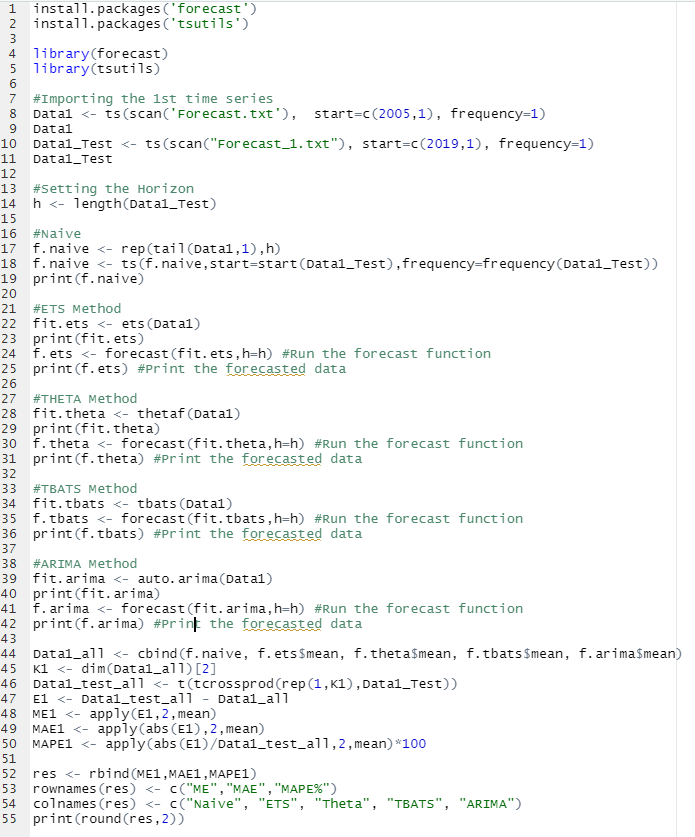 1 install.packages('forecast')
2 install.packages('tsutils')
3
4 library(forecast)
5 library(tsutils)
6
7 #Importing the 1st time series
8 Data1 <- ts(scan('Forecast.txt'),  start=c(2005,1), frequency=1)
9 Data1
10 Data1_Test <- ts(scan("Forecast_1.txt"), start=c(2019,1), frequency=1)
11 Data1_Test
12
13 #Setting the Horizon
14 h <- length(Data1_Test)
15
16 #Naive
17 f.naive <- rep(tail(Data1,1),h)
18 f.naive <- ts(f.naive,start=start(Data1_Test),frequency=frequency(Data1_Test))
19 print(f.naive)
20
21 #ETS Method
22 fit.ets <- ets(Data1)
23 print(fit.ets)
24 f.ets <- forecast(fit.ets,h=h) #Run the forecast function
25 print(f.ets) #Print the forecasted data
26
27 #THETA Method
28 fit.theta <- thetaf(Data1)
29 print(fit.theta)
30 f.theta <- forecast(fit.theta,h=h) #Run the forecast function
31 print(f.theta) #Print the forecasted data
32
33 #TBATS Method
34 fit.tbats <- tbats(Data1)
35 f.tbats <- forecast(fit.tbats,h=h) #Run the forecast function
36 print(f.tbats) #Print the forecasted data
37
38 #ARIMA Method
39 fit.arima <- auto.arima(Data1)
40 print(fit.arima)
41 f.arima <- forecast(fit.arima,h=h) #Run the forecast function
42 print(f.arima) #Print the forecasted data
43
44 Data1_all <- cbind(f.naive, f.ets$mean, f.theta$mean, f.tbats$mean, f.arima$mean)
45 K1 <- dim(Data1_all)[2]
46 Data1_test_all <- t(tcrossprod(rep(1,K1),Data1_Test))
47 E1 <- Data1_test_all - Data1_all
48 ME1 <- apply(E1,2,mean)
49 MAE1 <- apply(abs(E1),2,mean)
50 MAPE1 <- apply(abs(E1)/Data1_test_all,2,mean)*100
51
52 res <- rbind(ME1,MAE1,MAPE1)
53 rownames(res) <- c("ME","MAE","MAPE%")
54 colnames(res) <- c("Naive", "ETS", "Theta", "TBATS", "ARIMA")
55 print(round(res,2))